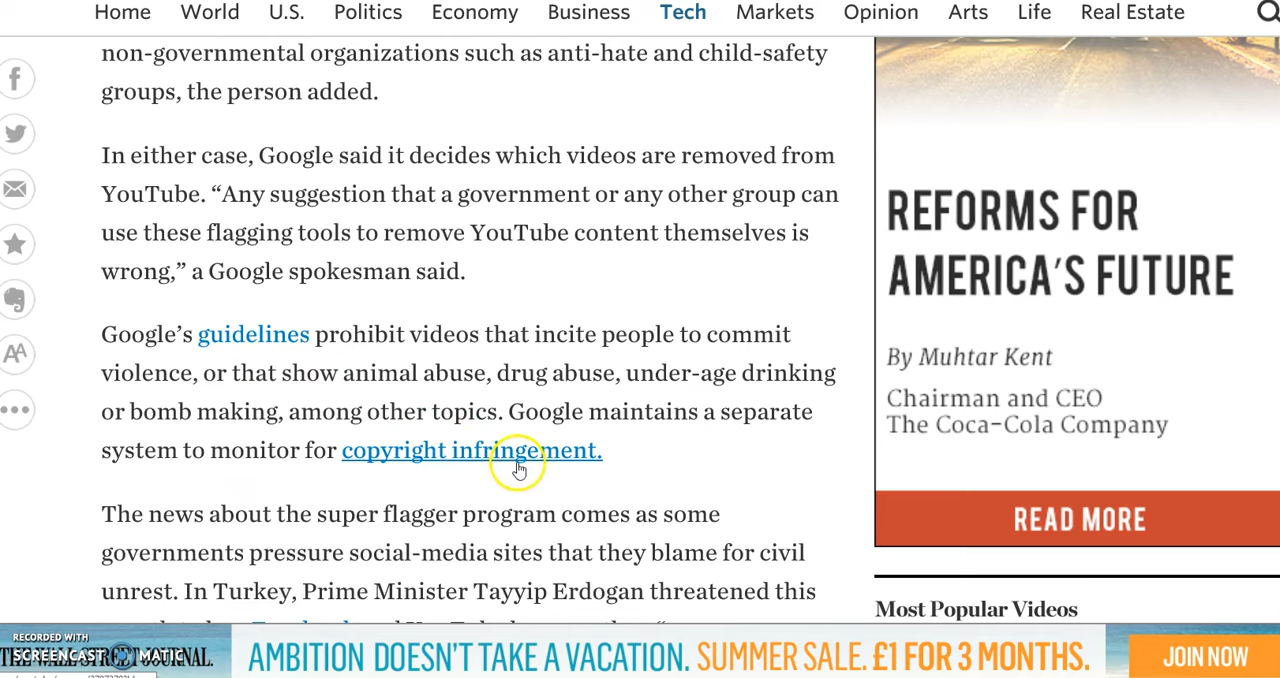 Home World U.S. Politics Economy Business Tech Markets Opinion Arts Life Real Estate
non-governmental organizations such as anti-hate and child-safety
groups, the person added.
In either case, Google said it decides which videos are removed from
YouTube. “Any suggestion that a government or any other group can
use these flagging tools to remove YouTube content themselves is
wrong,” a Google spokesman said.
Google’s guidelines prohibit videos that incite people to commit
violence, or that show animal abuse, drug abuse, under-age drinking
or bomb making, among other topics. Google maintains a separate
system to monitor for copyright infringement.
The news about the super flagger program comes as some
governments pressure social-media sites that they blame for civil
unrest. In Turkey, Prime Minister Tayyip Erdogan threatened this
AA
REFORMS FOR
AMERICA'S FUTURE
By Muhtar Kent
Chairman and CEO
The Coca-Cola Company
READ MORE
Most Popular Videos
RECORDED WITH
SCREENCAST MATIC
THE WALL STREET JOURNAL.
AMBITION DOESN'T TAKE A VACATION. SUMMER SALE. £1 FOR 3 MONTHS.
JOIN NOW